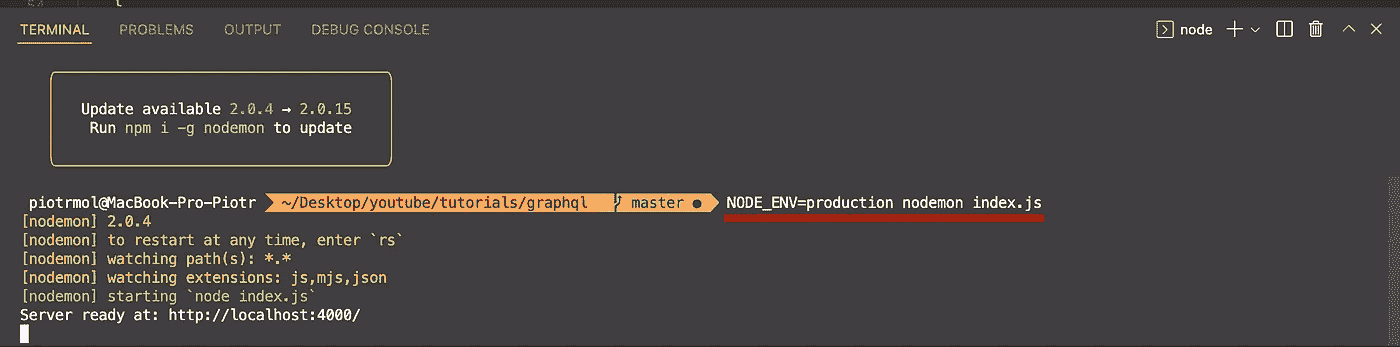 TERMINAL PROBLEMS OUTPUT DEBUG CONSOLE node
Update available 2.0.4 → 2.0.15
Run npm i -g nodemon to update
piotrmol@MacBook-Pro-Piotr ~/Desktop/youtube/tutorials/graphql master ● NODE_ENV=production nodemon index.js
[nodemon] 2.0.4
[nodemon] to restart at any time, enter `rs`
[nodemon] watching path(s): *.*
[nodemon] watching extensions: js,mjs,json
[nodemon] starting `node index.js`
Server ready at: http://localhost:4000/